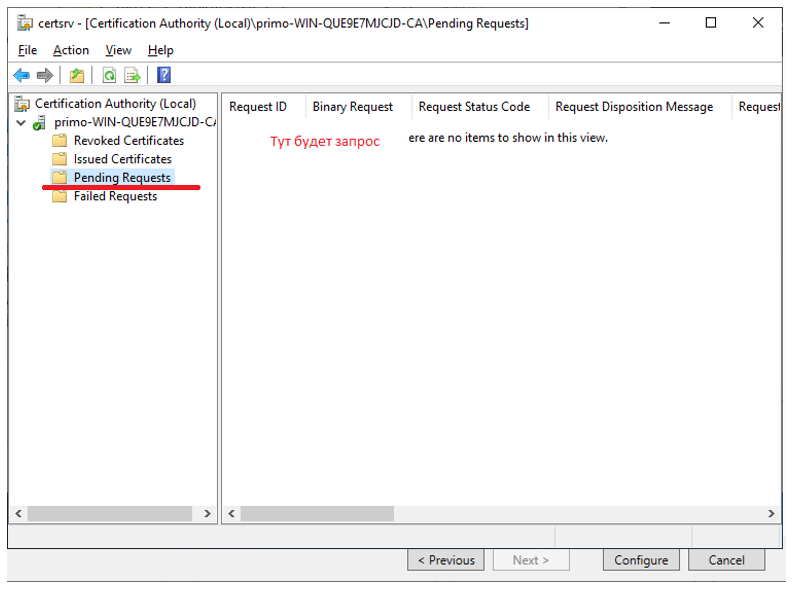 certsrv - [Certification Authority (Local)\primo-WIN-QUE9E7MJCJD-CA\Pending Requests]
File Action View Help
Certification Authority (Local)
primo-WIN-QUE9E7MJCJD-CA
Revoked Certificates
Issued Certificates
Pending Requests
Failed Requests
Request ID Binary Request Request Status Code Request Disposition Message Request
Тут будет запрос ere are no items to show in this view.
< Previous Next > Configure Cancel